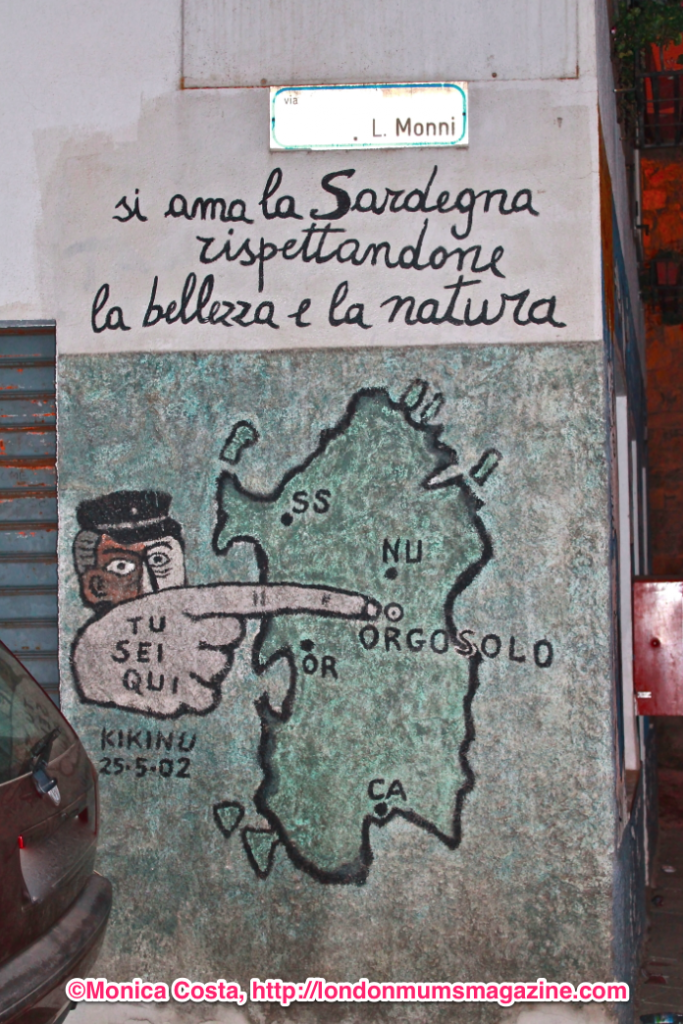 via
L. Monni
si ama la Sardegna
rispettandone
la bellezza e la natura
SS
NU
TU
SEI
QUI
ORGOSOLO
OR
KIKINU
25·5·02
CA
©Monica Costa, http://londonmumsmagazine.com